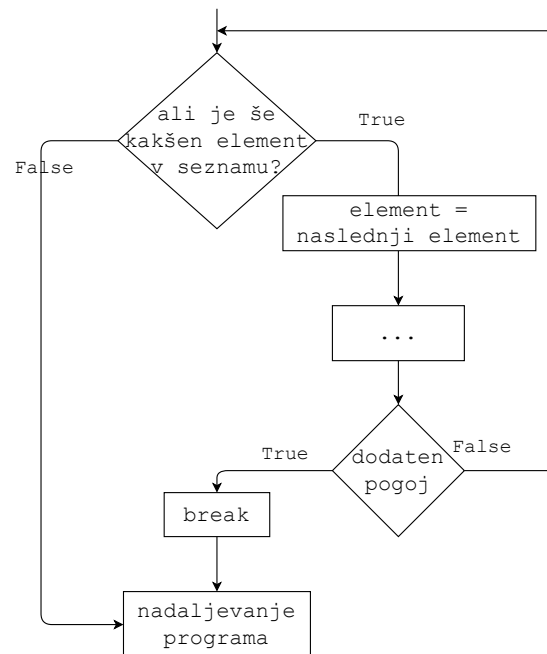 ali je še
kakšen element
v seznamu?
True
False
element =
naslednji element
...
dodaten
pogoj
False
True
break
nadaljevanje
programa